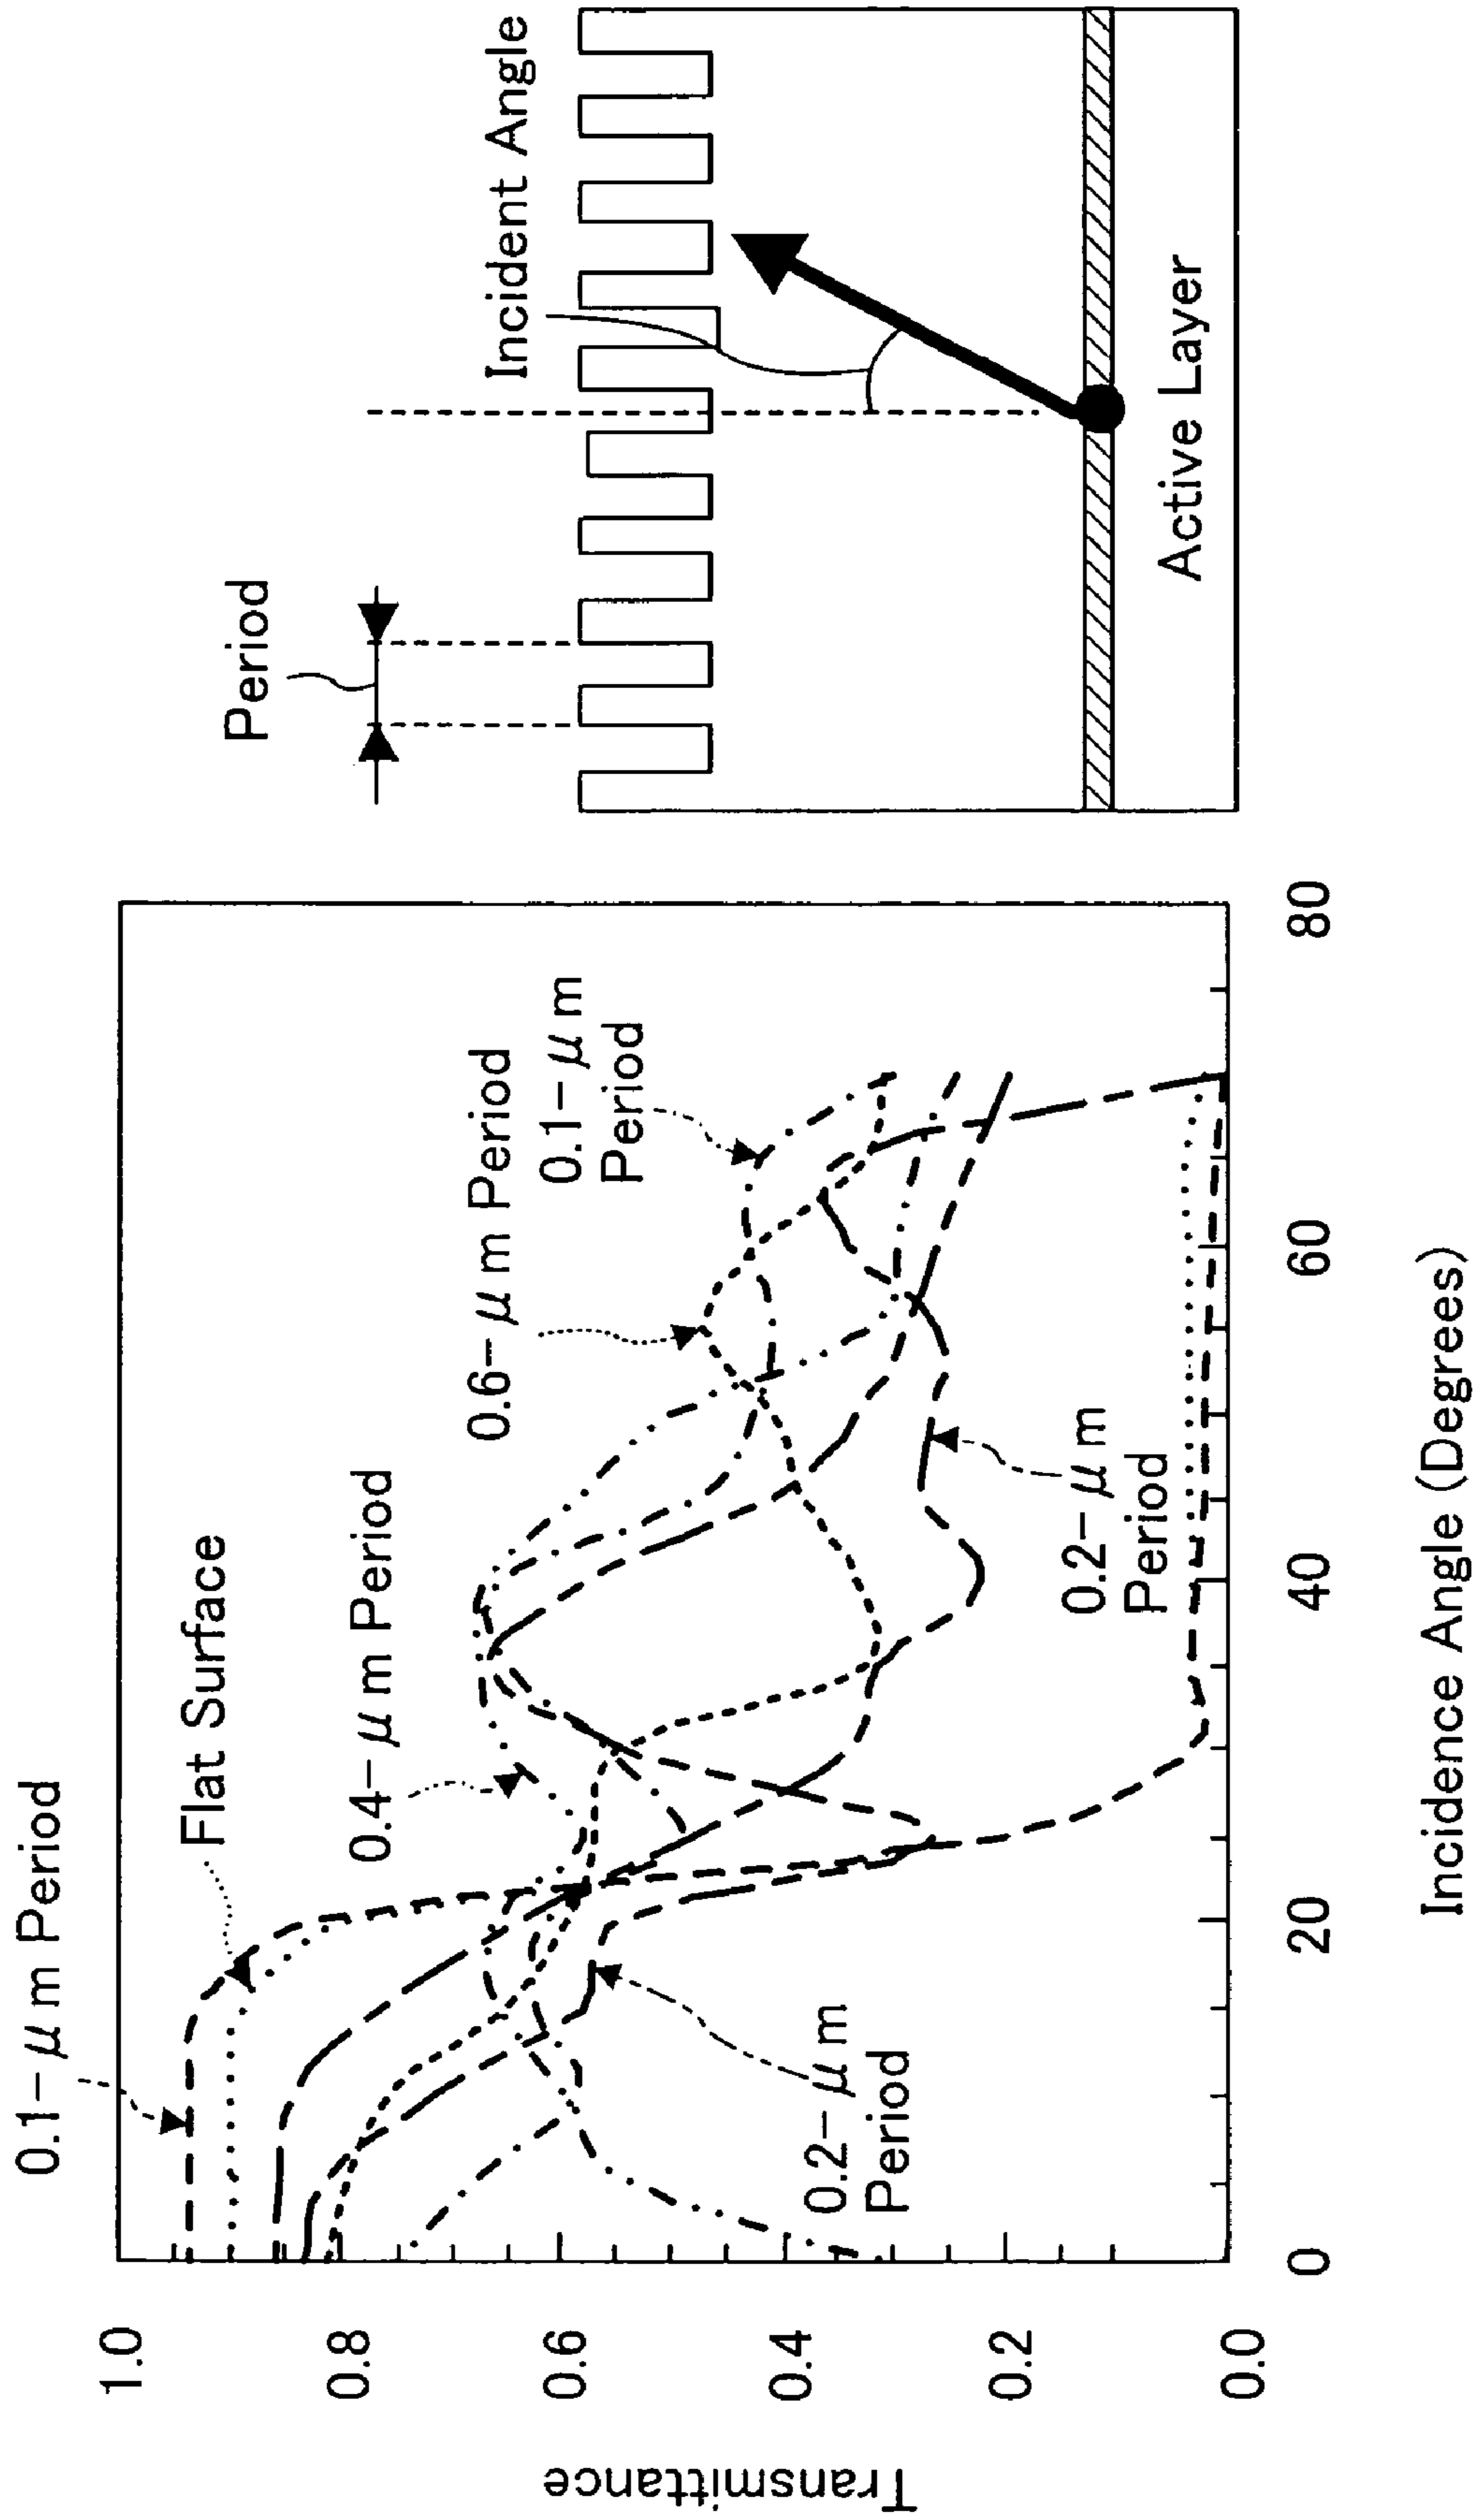 0.1-μm Period
Flat Surface
0.4-μm Period
0.6-μm Period
0.1-μm
Period
0.2-μm
Period
0.2-μm
Period
Transmittance
1.0
0.8
0.6
0.4
0.2
0.0
0
20
40
60
80
Incidence Angle (Degrees)
Period
Incident Angle
Active Layer